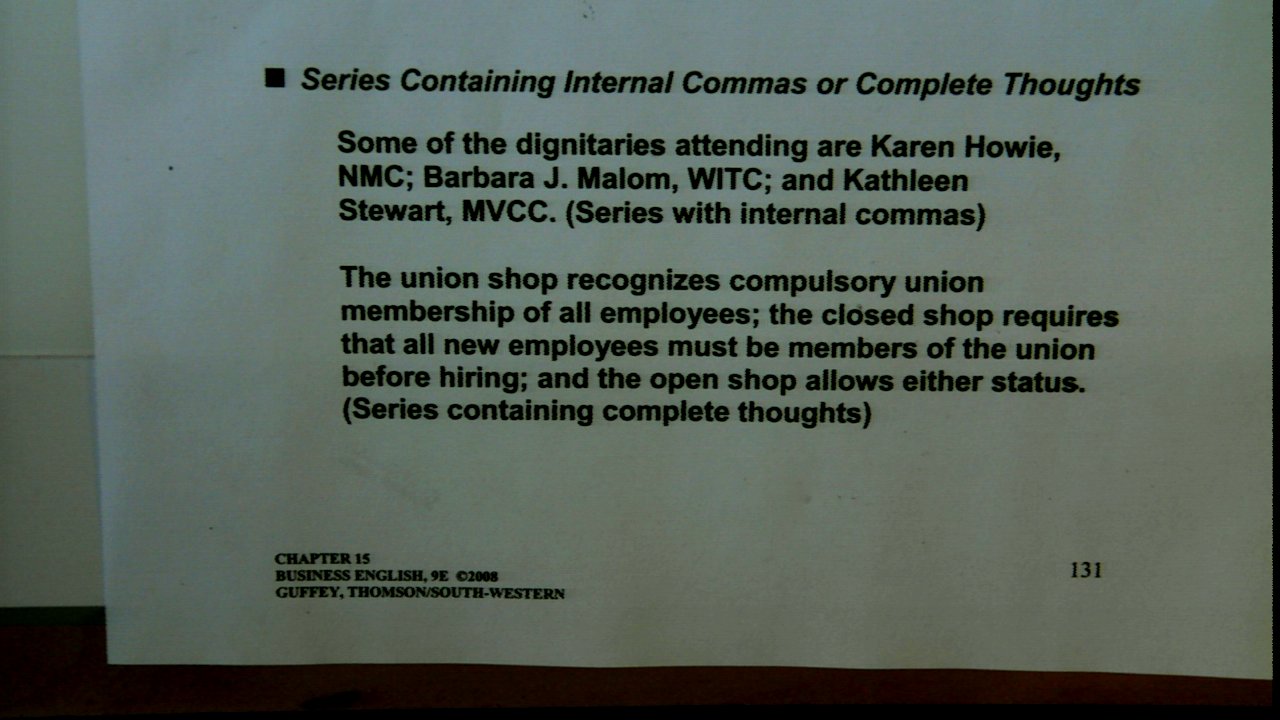 ■ Series Containing Internal Commas or Complete Thoughts
Some of the dignitaries attending are Karen Howie,
NMC; Barbara J. Malom, WITC; and Kathleen
Stewart, MVCC. (Series with internal commas)
The union shop recognizes compulsory union
membership of all employees; the closed shop requires
that all new employees must be members of the union
before hiring; and the open shop allows either status.
(Series containing complete thoughts)
CHAPTER 15
BUSINESS ENGLISH, 9E ©2008
GUFFEY, THOMSON/SOUTH-WESTERN
131